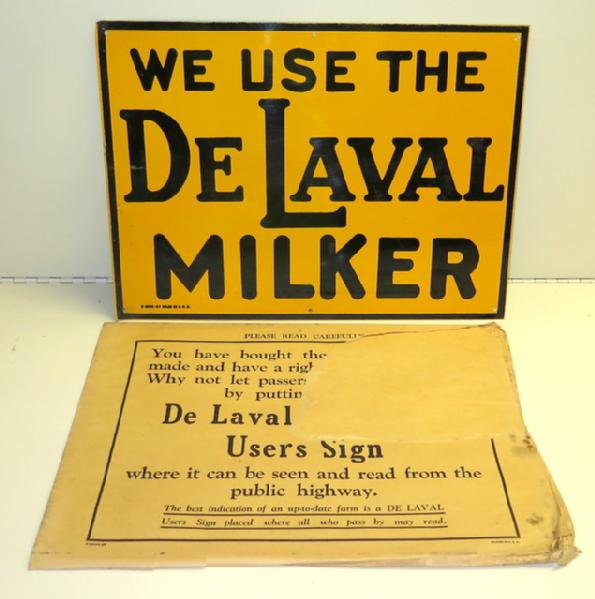 WE USE THE
DE LAVAL
MILKER
MADE IN U.S.A.
PLEASE READ CAREFULLY
You have bought the
made and have a
Why not let
by
De Laval
Users Sign
where it can be seen and read from the
public highway.
The best indication of an up-to-date farm is a DE LAVAL
Users Sign placed where all who pass by may read.